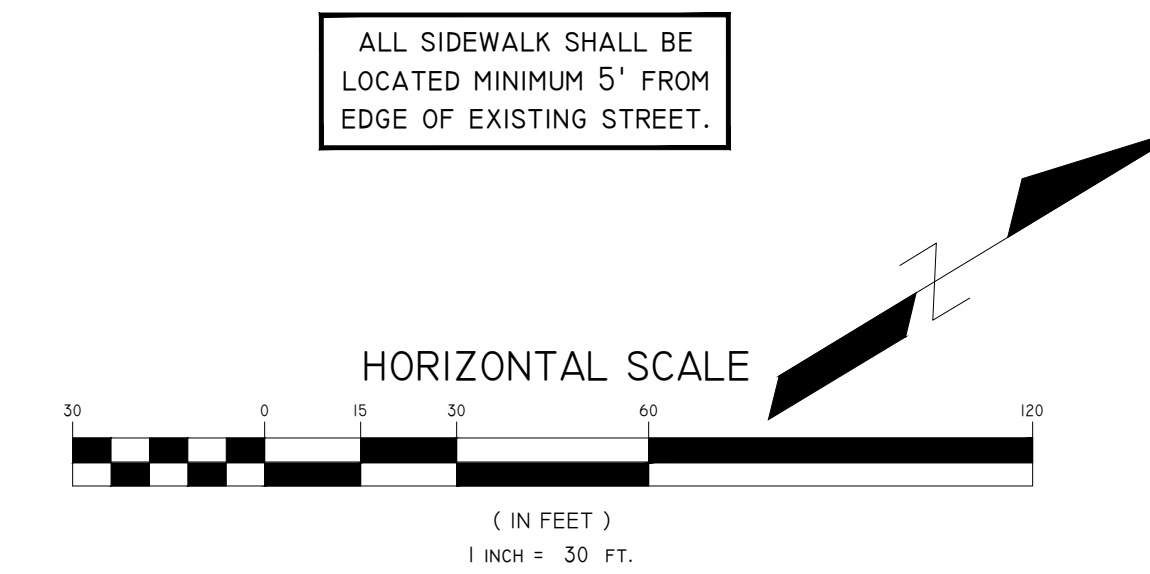 ALL SIDEWALK SHALL BE
LOCATED MINIMUM 5' FROM
EDGE OF EXISTING STREET.
N
HORIZONTAL SCALE
30 0 15 30 60 120
( IN FEET )
1 INCH = 30 FT.